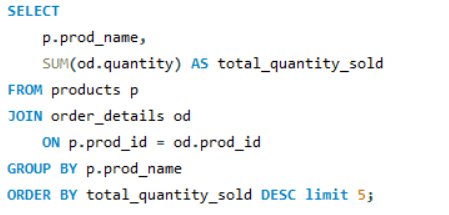 SELECT
    p.prod_name,
    SUM(od.quantity) AS total_quantity_sold
FROM products p
JOIN order_details od
    ON p.prod_id = od.prod_id
GROUP BY p.prod_name
ORDER BY total_quantity_sold DESC limit 5;